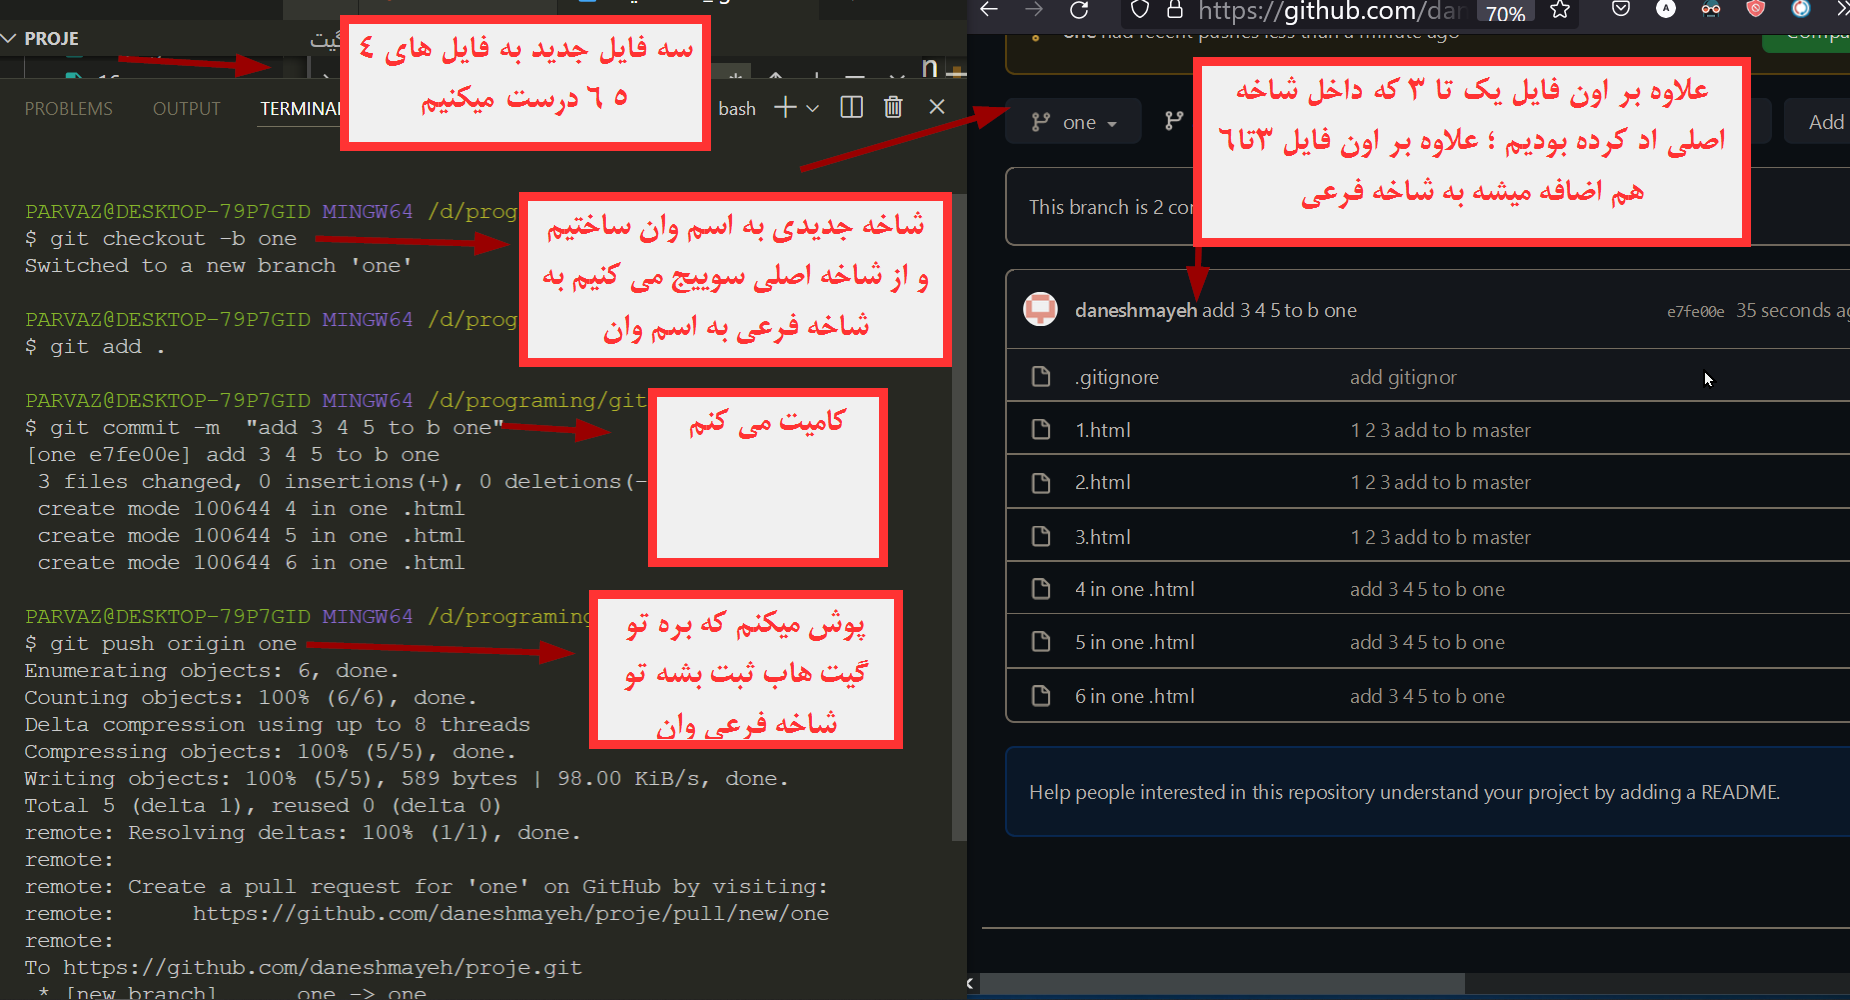 PROJE
گیت
سه فایل جدید به فایل های ٤
٥ ٦ درست میکنیم
PROBLEMS
OUTPUT
TERMINAL
bash
PARVAZ@DESKTOP-79P7GID MINGW64 /d/prog
$ git checkout -b one
Switched to a new branch 'one'
شاخه جدیدی به اسم وان ساختیم
و از شاخه اصلی سوییچ می کنیم به
شاخه فرعی به اسم وان
PARVAZ@DESKTOP-79P7GID MINGW64 /d/prog
$ git add .
PARVAZ@DESKTOP-79P7GID MINGW64 /d/programing/git
$ git commit -m  "add 3 4 5 to b one"
[one e7fe00e] add 3 4 5 to b one
3 files changed, 0 insertions(+), 0 deletions(-
create mode 100644 4 in one .html
create mode 100644 5 in one .html
create mode 100644 6 in one .html
کامیت می کنم
PARVAZ@DESKTOP-79P7GID MINGW64 /d/programing
$ git push origin one
Enumerating objects: 6, done.
Counting objects: 100% (6/6), done.
Delta compression using up to 8 threads
Compressing objects: 100% (5/5), done.
Writing objects: 100% (5/5), 589 bytes | 98.00 KiB/s, done.
Total 5 (delta 1), reused 0 (delta 0)
remote: Resolving deltas: 100% (1/1), done.
remote:
remote: Create a pull request for 'one' on GitHub by visiting:
remote:      https://github.com/daneshmayeh/proje/pull/new/one
remote:
To https://github.com/daneshmayeh/proje.git
* [new branch]      one -> one
پوش میکنم که بره تو
گیت هاب ثبت بشه تو
شاخه فرعی وان
https://github.com/dan
70%
one had recent pushes less than a minute ago
Compa
one
Add
علاوه بر اون فایل یک تا ۳ که داخل شاخه
اصلی اد کرده بودیم ؛ علاوه بر اون فایل ۳تا٦
هم اضافه میشه به شاخه فرعی
This branch is 2 com
daneshmayeh add 3 4 5 to b one
e7fe00e 35 seconds ag
.gitignore
add gitignor
1.html
1 2 3 add to b master
2.html
1 2 3 add to b master
3.html
1 2 3 add to b master
4 in one .html
add 3 4 5 to b one
5 in one .html
add 3 4 5 to b one
6 in one .html
add 3 4 5 to b one
Help people interested in this repository understand your project by adding a README.